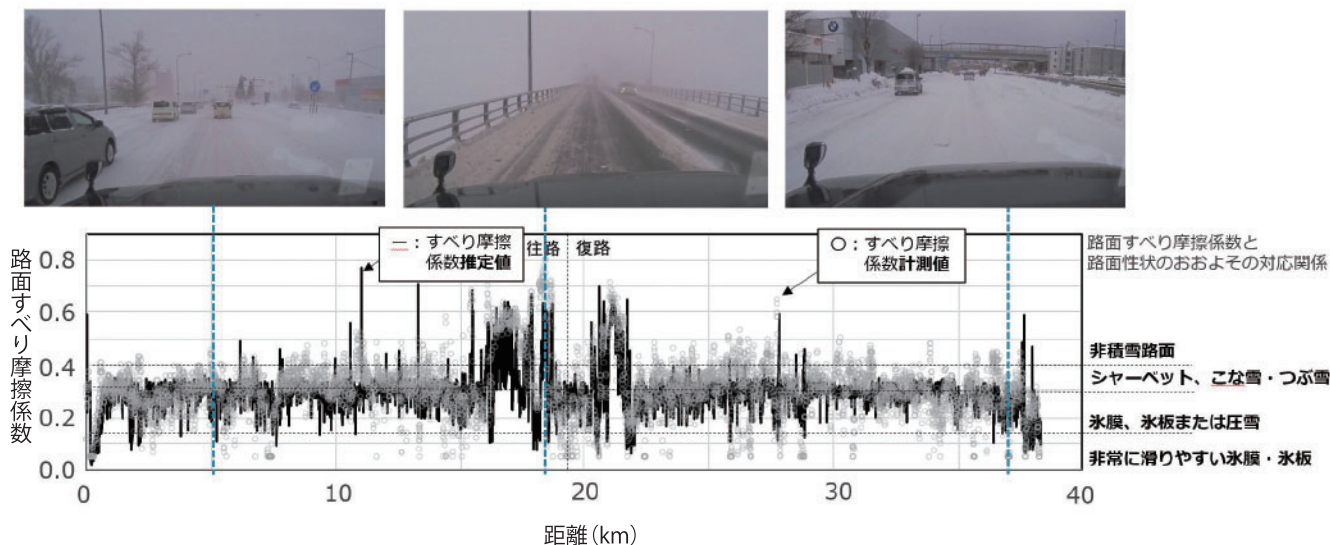 ─：すべり摩擦
係数推定値
往路
復路
○：すべり摩擦
係数計測値
路面すべり摩擦係数と
路面性状のおおよその対応関係
路面すべり摩擦係数
0.8
0.6
0.4
0.2
0.0
非積雪路面
シャーベット、こな雪・つぶ雪
氷膜、氷板または圧雪
非常に滑りやすい氷膜・氷板
0
10
20
30
40
距離（km）